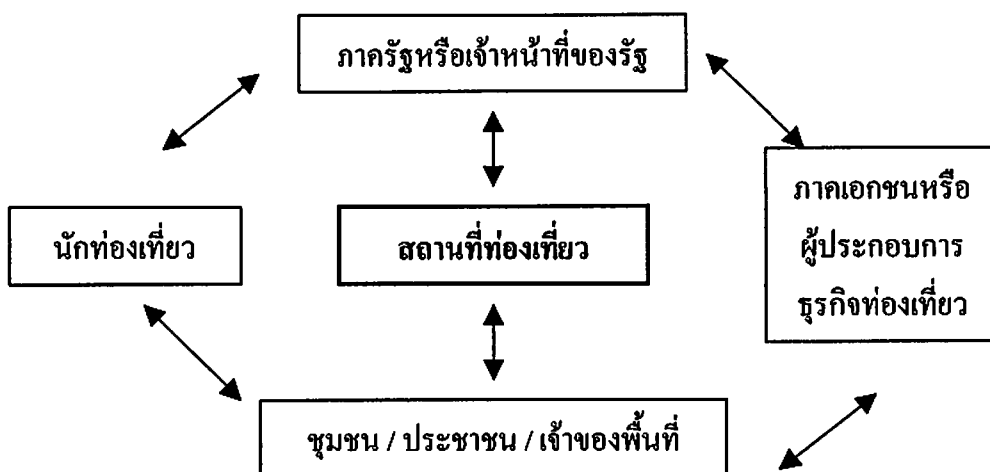 ภาครัฐหรือเจ้าหน้าที่ของรัฐ
นักท่องเที่ยว
สถานที่ท่องเที่ยว
ภาคเอกชนหรือ
ผู้ประกอบการ
ธุรกิจท่องเที่ยว
ชุมชน / ประชาชน / เจ้าของพื้นที่